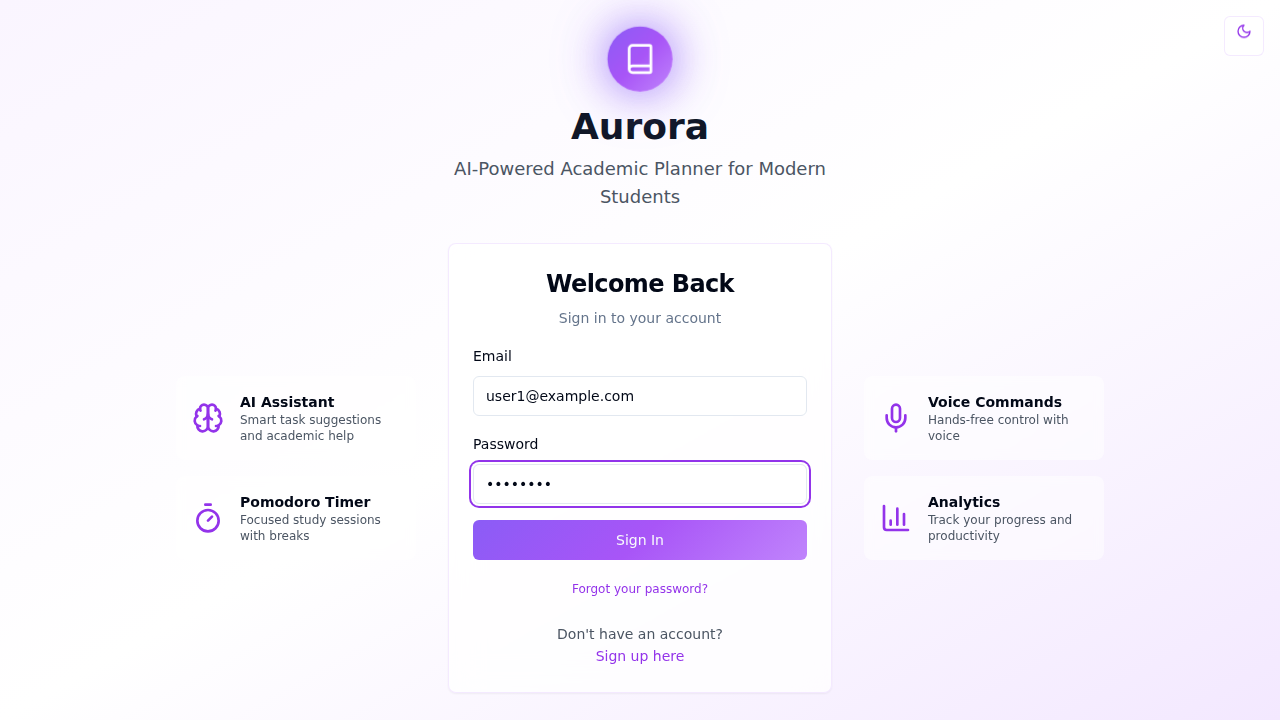 Aurora
AI-Powered Academic Planner for Modern
Students
Welcome Back
Sign in to your account
Email
user1@example.com
Password
••••••••
Sign In
Forgot your password?
Don't have an account?
Sign up here
AI Assistant
Smart task suggestions
and academic help
Pomodoro Timer
Focused study sessions
with breaks
Voice Commands
Hands-free control with
voice
Analytics
Track your progress and
productivity